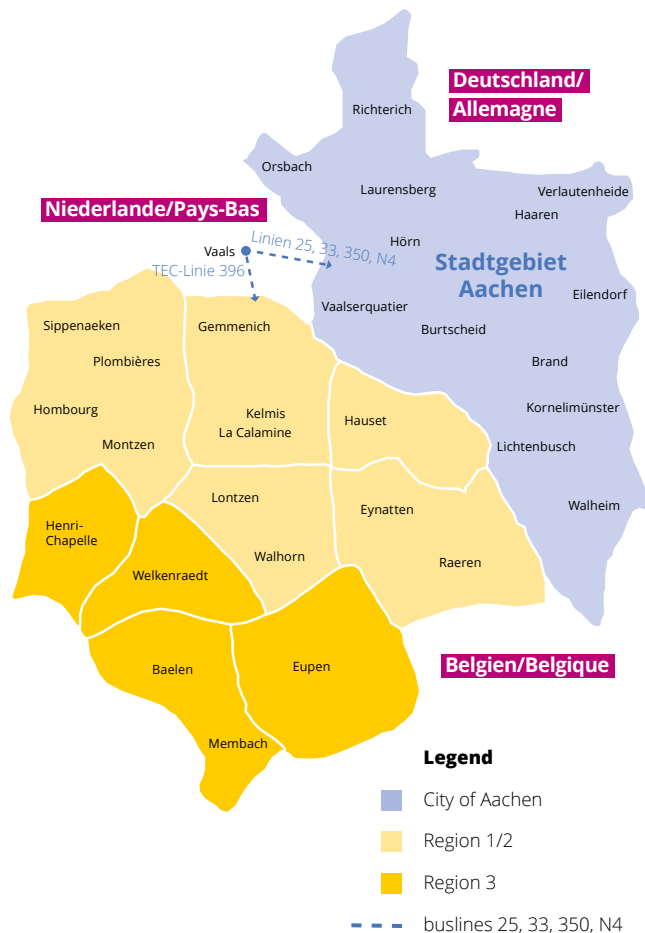 Deutschland/
Allemagne
Richterich
Orsbach
Laurensberg
Verlautenheide
Haaren
Niederlande/Pays-Bas
Linien 25, 33, 350, N4
Hörn
Vaals
Stadtgebiet
Aachen
TEC-Linie 396
Eilendorf
Vaalserquatier
Sippenaeken
Gemmenich
Burtscheid
Plombières
Brand
Hombourg
Kelmis
La Calamine
Hauset
Kornelimünster
Montzen
Lichtenbusch
Lontzen
Eynatten
Walheim
Henri-
Chapelle
Walhorn
Raeren
Welkenraedt
Baelen
Eupen
Belgien/Belgique
Membach
Legend
City of Aachen
Region 1/2
Region 3
buslines 25, 33, 350, N4